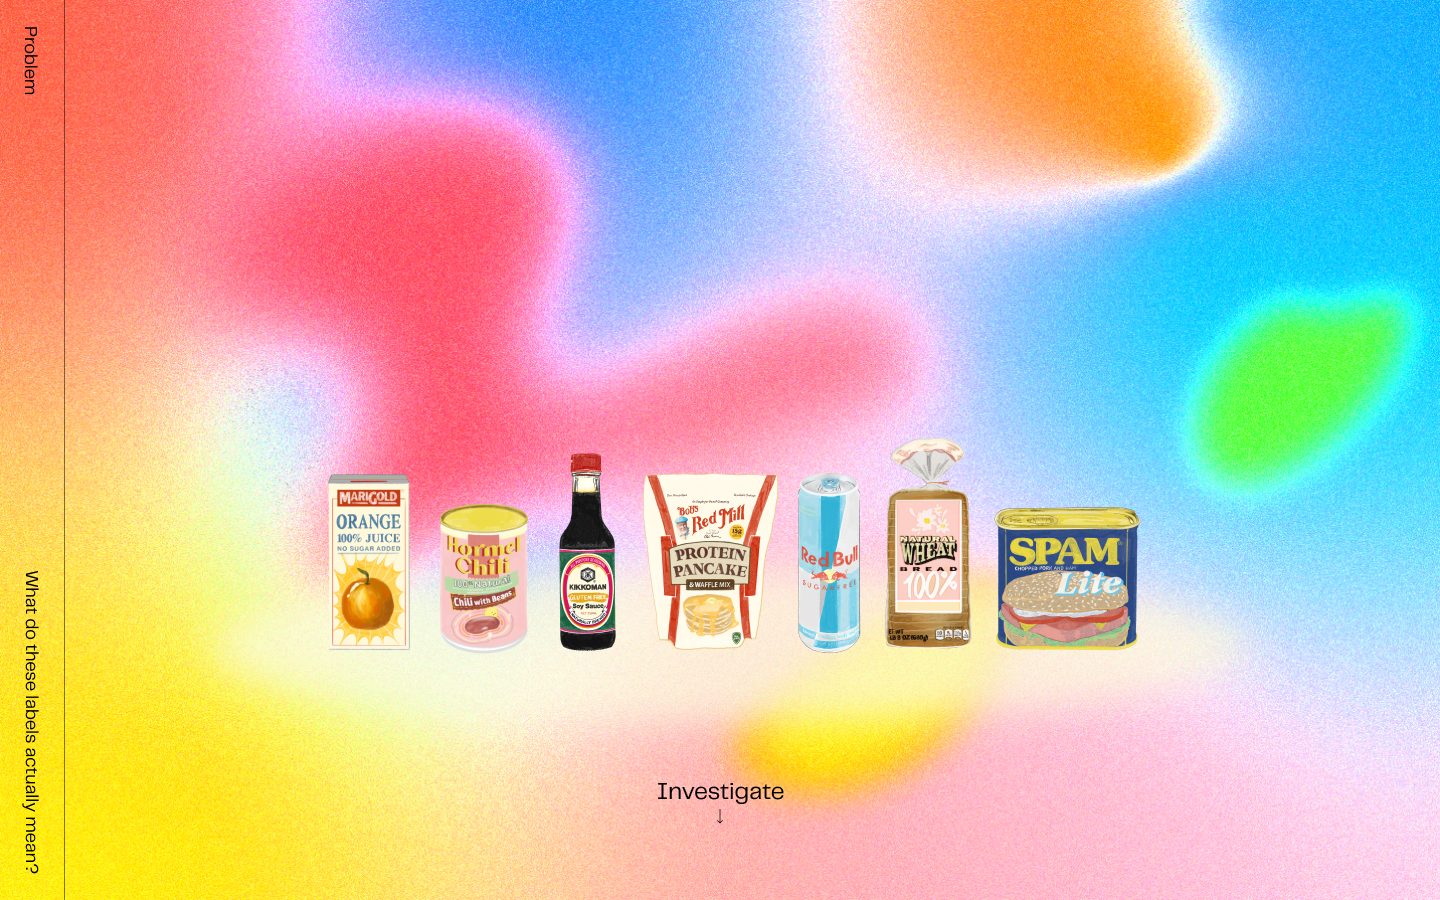 Problem
What do these labels actually mean?
MARIGOLD
ORANGE
100% JUICE
NO SUGAR ADDED
Hormel
Chili
100% NATURAL!
Chili with Beans
KIKKOMAN
GLUTEN FREE
Soy Sauce
Bob's
Red Mill
PROTEIN
PANCAKE
& WAFFLE MIX
Red Bull
SUGARFREE
NATURAL
WHEAT
BREAD
100%
SPAM
CHOPPED PORK AND HAM
Lite
Investigate
↓